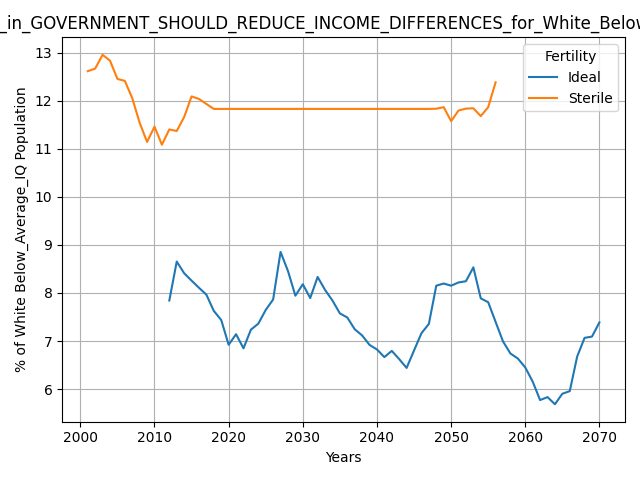 _in_GOVERNMENT_SHOULD_REDUCE_INCOME_DIFFERENCES_for_White_Below
Fertility
Ideal
Sterile
13
12
11
10
9
8
7
6
% of White Below_Average_IQ Population
2000 2010 2020 2030 2040 2050 2060 2070
Years